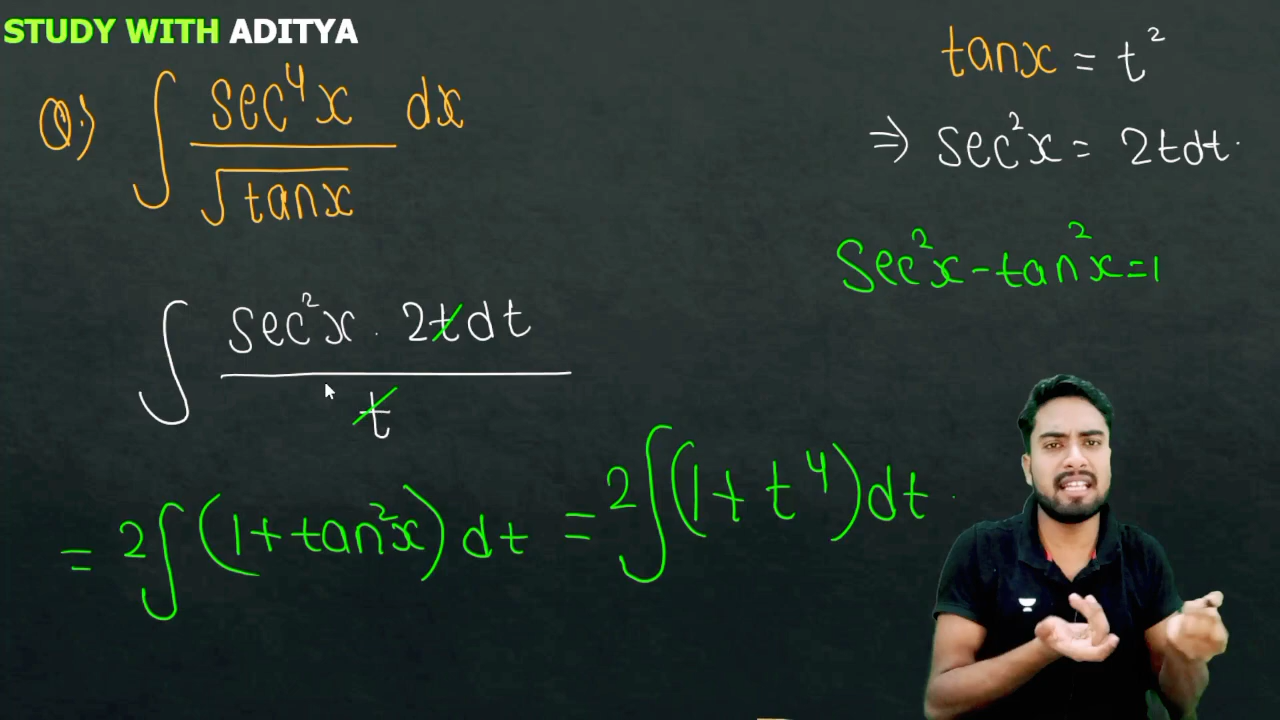 STUDY WITH ADITYA
Q:) ∫ sec⁴x / √tanx dx
tanx = t²
⇒ sec²x = 2tdt.
Sec²x - tan²x = 1
∫ sec²x . 2tdt / t
= 2∫(1 + tan²x) dt = 2∫(1 + t⁴) dt.